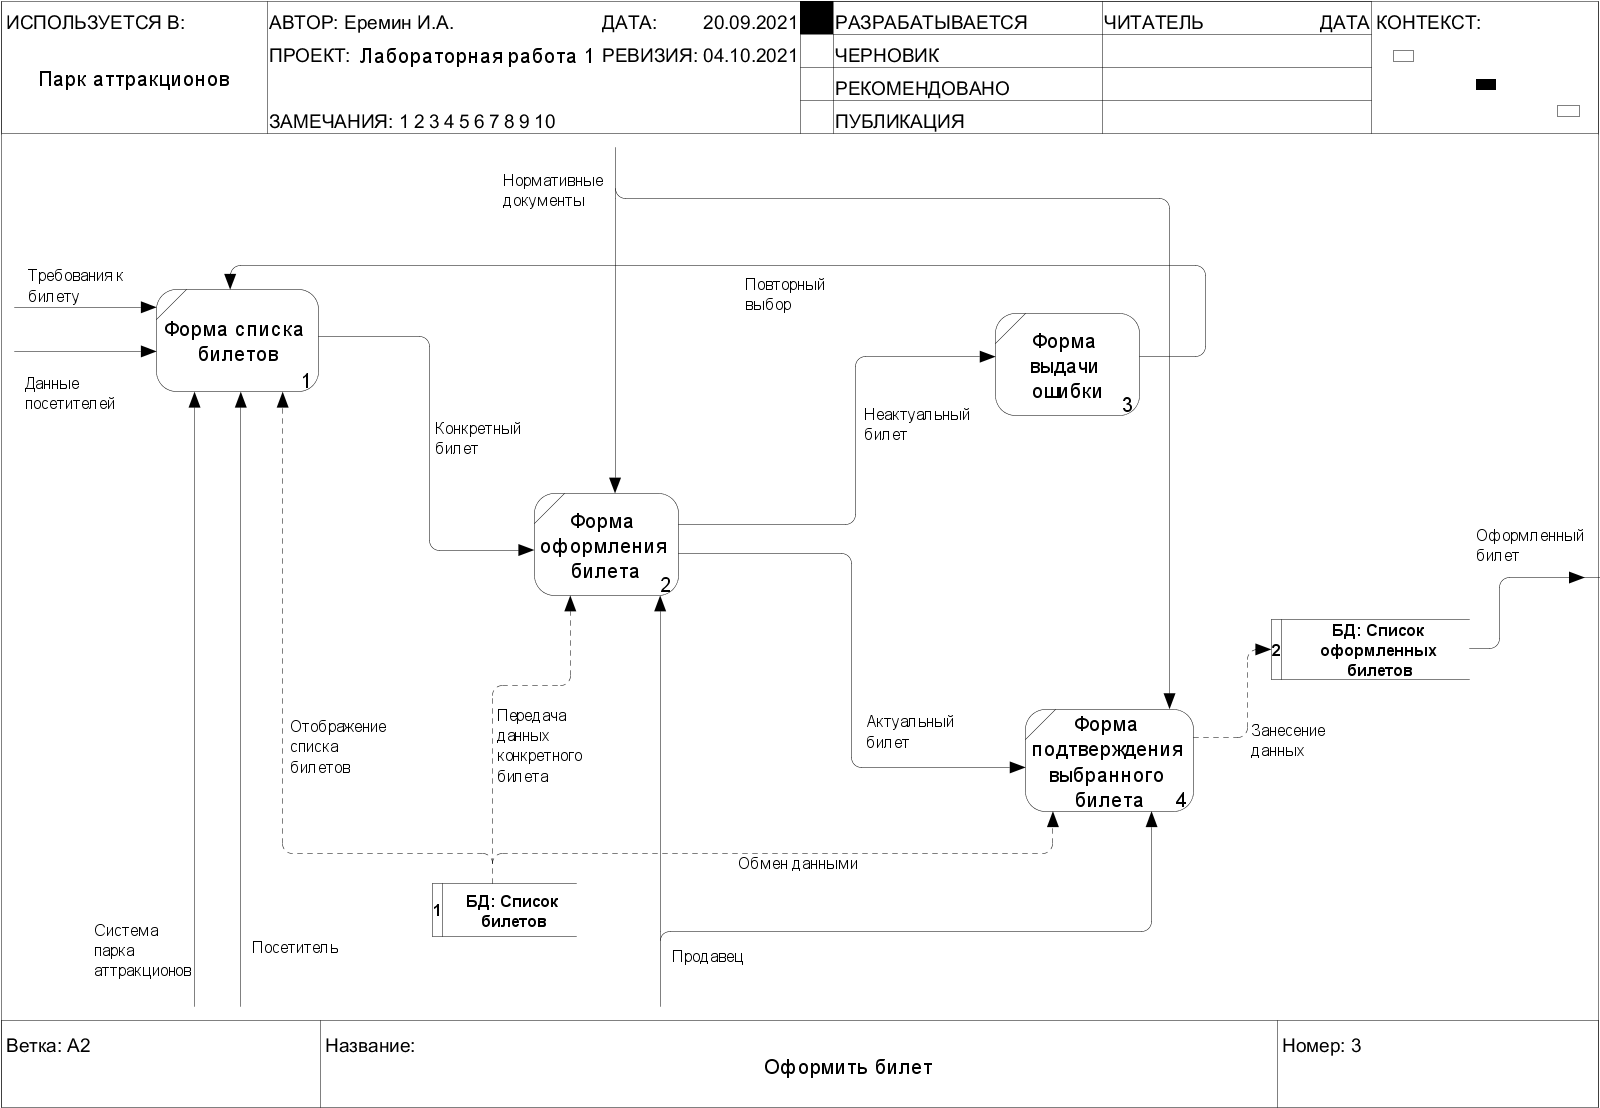 ИСПОЛЬЗУЕТСЯ В:
Парк аттракционов
АВТОР: Еремин И.А.
ДАТА: 20.09.2021
ПРОЕКТ: Лабораторная работа 1
РЕВИЗИЯ: 04.10.2021
ЗАМЕЧАНИЯ: 1 2 3 4 5 6 7 8 9 10
РАЗРАБАТЫВАЕТСЯ
ЧЕРНОВИК
РЕКОМЕНДОВАНО
ПУБЛИКАЦИЯ
ЧИТАТЕЛЬ
ДАТА
КОНТЕКСТ:
Нормативные
документы
Требования к
билету
Данные
посетителей
Форма списка
билетов
1
Повторный
выбор
Форма
выдачи
ошибки
3
Конкретный
билет
Неактуальный
билет
Форма
оформления
билета
2
Оформленный
билет
БД: Список
оформленных
билетов
2
Отображение
списка
билетов
Передача
данных
конкретного
билета
Актуальный
билет
Форма
подтверждения
выбранного
билета
4
Занесение
данных
Обмен данными
1
БД: Список
билетов
Система
парка
аттракционов
Посетитель
Продавец
Ветка: A2
Название:
Оформить билет
Номер: 3